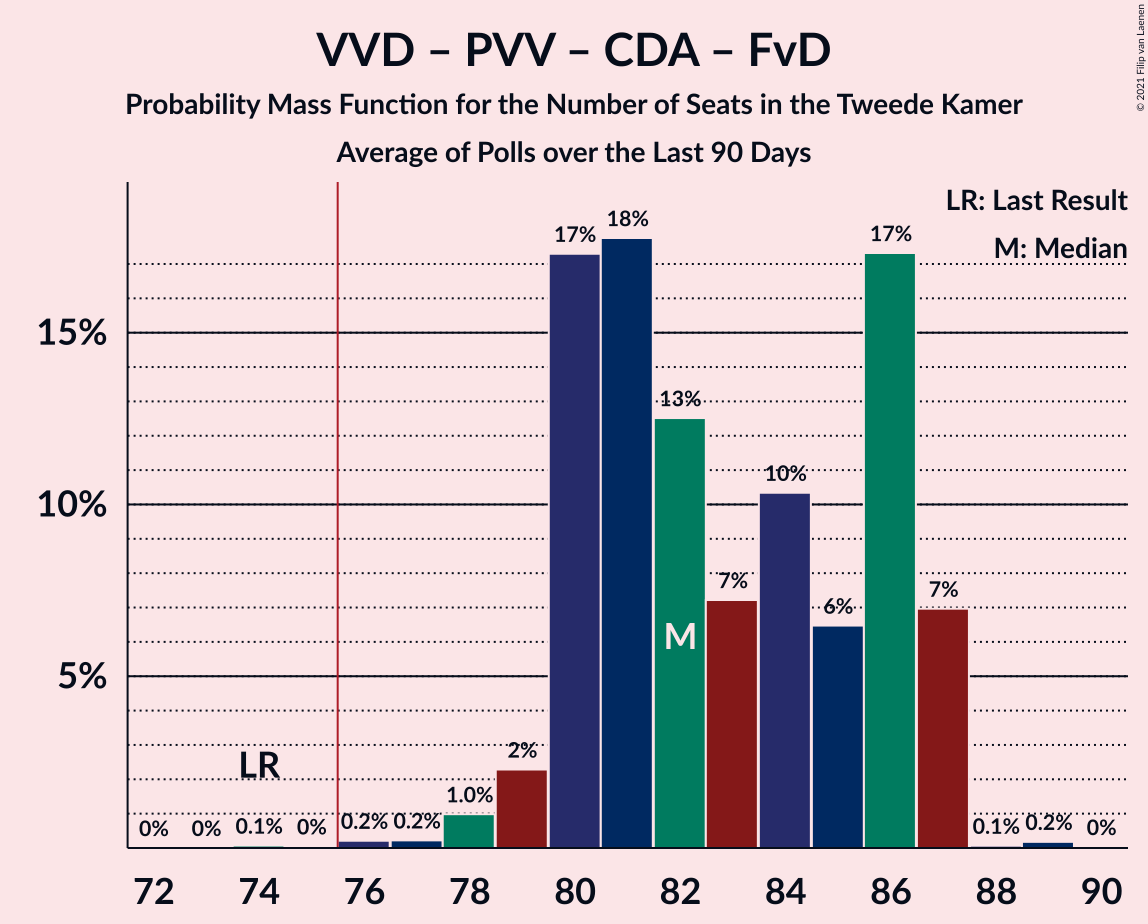 VVD – PVV – CDA – FvD
Probability Mass Function for the Number of Seats in the Tweede Kamer
Average of Polls over the Last 90 Days
© 2021 Filip van Laenen
LR: Last Result
M: Median
15%
10%
5%
0%
0%
0.1%
0%
0.2%
0.2%
1.0%
2%
17%
18%
13%
7%
10%
6%
17%
7%
0.1%
0.2%
0%
LR
M
72 74 76 78 80 82 84 86 88 90